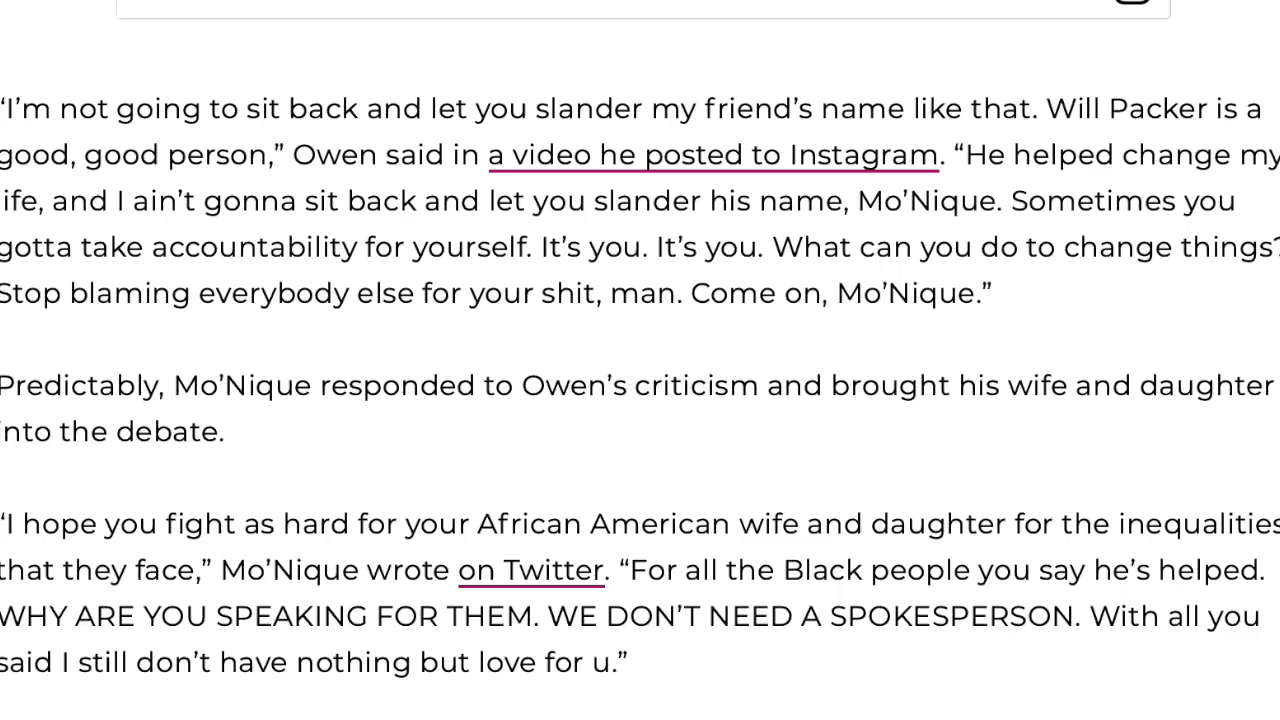 “I’m not going to sit back and let you slander my friend’s name like that. Will Packer is a
good, good person,” Owen said in a video he posted to Instagram. “He helped change my
life, and I ain’t gonna sit back and let you slander his name, Mo’Nique. Sometimes you
gotta take accountability for yourself. It’s you. It’s you. What can you do to change things?
Stop blaming everybody else for your shit, man. Come on, Mo’Nique.”
Predictably, Mo’Nique responded to Owen’s criticism and brought his wife and daughter
into the debate.
“I hope you fight as hard for your African American wife and daughter for the inequalities
that they face,” Mo’Nique wrote on Twitter. “For all the Black people you say he’s helped.
WHY ARE YOU SPEAKING FOR THEM. WE DON’T NEED A SPOKESPERSON. With all you
said I still don’t have nothing but love for u.”